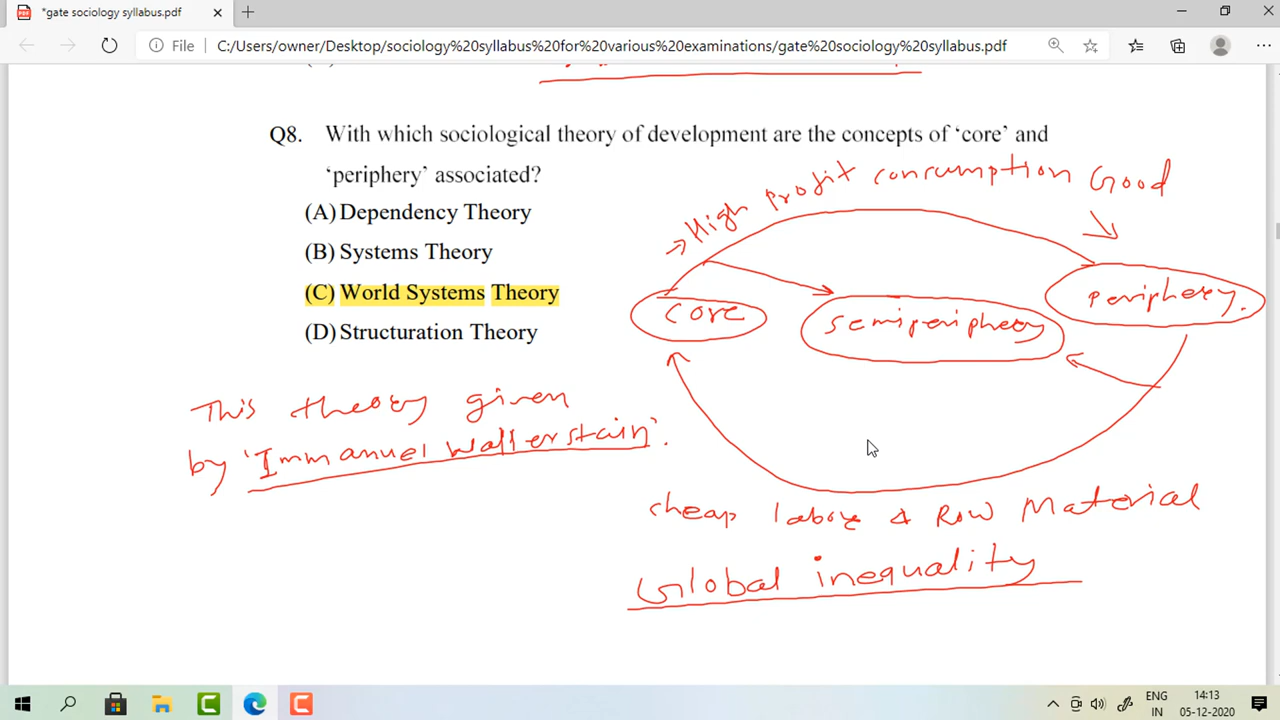 *gate sociology syllabus.pdf
File
C:/Users/owner/Desktop/sociology%20syllabus%20for%20various%20examinations/gate%20sociology%20syllabus.pdf
Q8. With which sociological theory of development are the concepts of ‘core’ and
‘periphery’ associated?
(A) Dependency Theory
(B) Systems Theory
(C) World Systems Theory
(D) Structuration Theory
→High Profit consumption Good
core
semiperiphery
Periphery.
This theory given
by 'Immanuel Wallerstain'.
cheap labore & Row Material
Global inequality
ENG
IN
14:13
05-12-2020